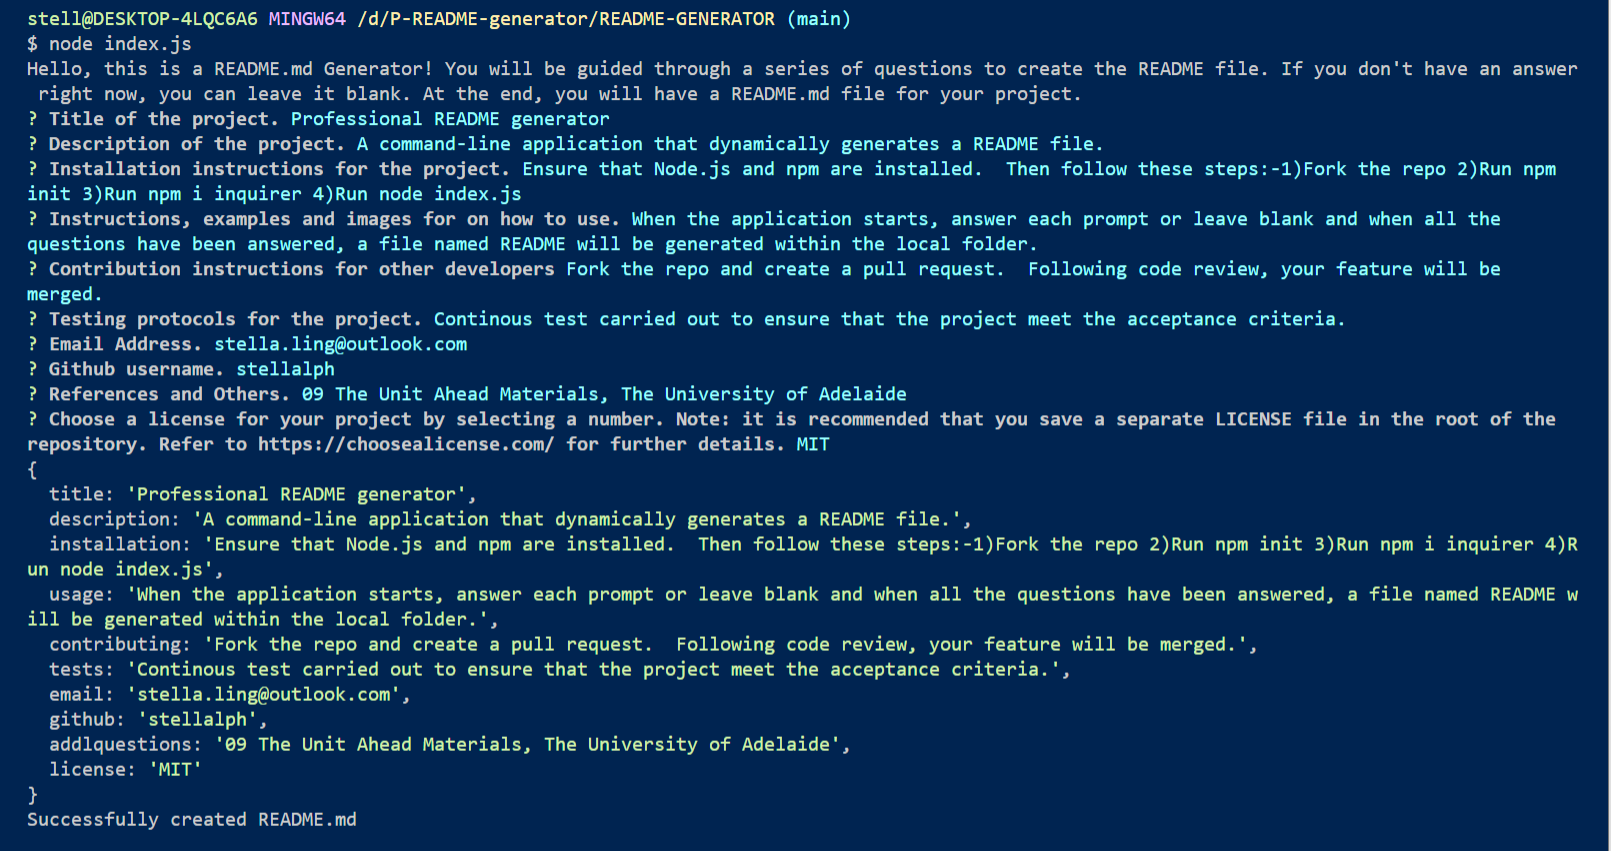 stell@DESKTOP-4LQC6A6 MINGW64 /d/P-README-generator/README-GENERATOR (main)
$ node index.js
Hello, this is a README.md Generator! You will be guided through a series of questions to create the README file. If you don't have an answer
 right now, you can leave it blank. At the end, you will have a README.md file for your project.
? Title of the project. Professional README generator
? Description of the project. A command-line application that dynamically generates a README file.
? Installation instructions for the project. Ensure that Node.js and npm are installed.  Then follow these steps:-1)Fork the repo 2)Run npm
init 3)Run npm i inquirer 4)Run node index.js
? Instructions, examples and images for on how to use. When the application starts, answer each prompt or leave blank and when all the
questions have been answered, a file named README will be generated within the local folder.
? Contribution instructions for other developers Fork the repo and create a pull request.  Following code review, your feature will be
merged.
? Testing protocols for the project. Continous test carried out to ensure that the project meet the acceptance criteria.
? Email Address. stella.ling@outlook.com
? Github username. stellalph
? References and Others. 09 The Unit Ahead Materials, The University of Adelaide
? Choose a license for your project by selecting a number. Note: it is recommended that you save a separate LICENSE file in the root of the
repository. Refer to https://choosealicense.com/ for further details. MIT
{
  title: 'Professional README generator',
  description: 'A command-line application that dynamically generates a README file.',
  installation: 'Ensure that Node.js and npm are installed.  Then follow these steps:-1)Fork the repo 2)Run npm init 3)Run npm i inquirer 4)R
un node index.js',
  usage: 'When the application starts, answer each prompt or leave blank and when all the questions have been answered, a file named README w
ill be generated within the local folder.',
  contributing: 'Fork the repo and create a pull request.  Following code review, your feature will be merged.',
  tests: 'Continous test carried out to ensure that the project meet the acceptance criteria.',
  email: 'stella.ling@outlook.com',
  github: 'stellalph',
  addlquestions: '09 The Unit Ahead Materials, The University of Adelaide',
  license: 'MIT'
}
Successfully created README.md